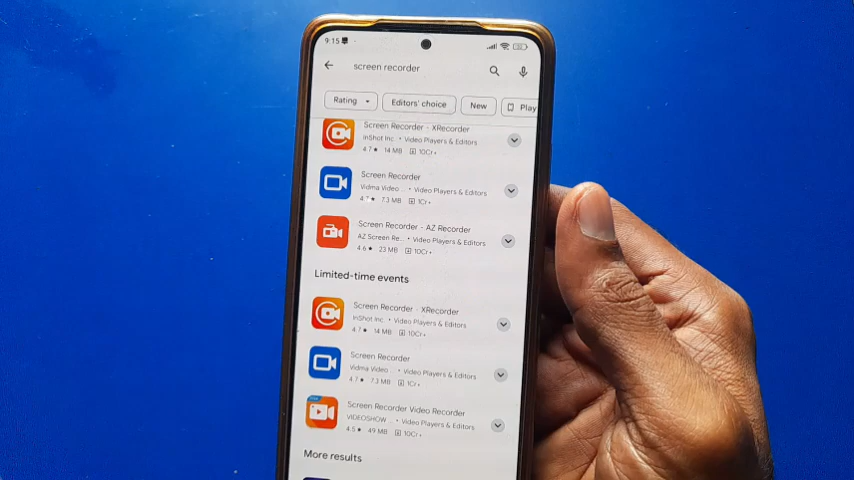 9:15
screen recorder
Rating
Editors' choice
New
Play
Screen Recorder - XRecorder
InShot Inc. • Video Players & Editors
4.7★ 14 MB 10Cr+
Screen Recorder
Vidma Video ... • Video Players & Editors
4.7★ 7.3 MB 1Cr+
Screen Recorder - AZ Recorder
AZ Screen Re... • Video Players & Editors
4.6★ 23 MB 10Cr+
Limited-time events
Screen Recorder - XRecorder
InShot Inc. • Video Players & Editors
4.7★ 14 MB 10Cr+
Screen Recorder
Vidma Video ... • Video Players & Editors
4.7★ 7.3 MB 1Cr+
Screen Recorder Video Recorder
VIDEOSHOW ... • Video Players & Editors
4.5★ 49 MB 10Cr+
More results